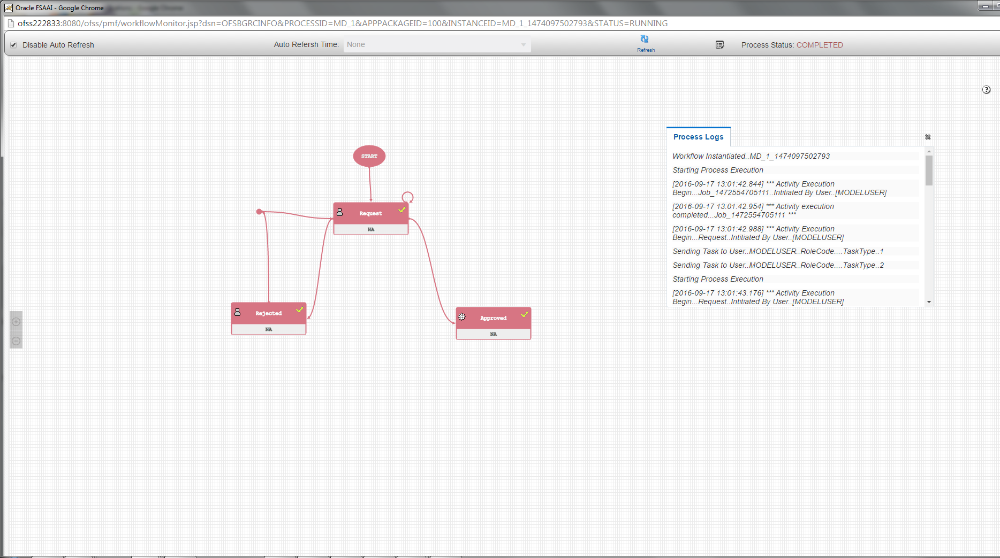 Oracle FSAAI - Google Chrome
ofss222833:8080/ofss/pmf/workflowMonitor.jsp?dsn=OFSBGRCINFO&PROCESSID=MD_1&APPPACKAGEID=100&INSTANCEID=MD_1_1474097502793&STATUS=RUNNING
Disable Auto Refresh
Auto Refersh Time: None
Refresh
Process Status: COMPLETED
?
Process Logs
Workflow Instantiated..MD_1_1474097502793
Starting Process Execution
[2016-09-17 13:01:42.844] *** Activity Execution
Begin...Job_1472554705111..Intitiated By User..[MODELUSER]
[2016-09-17 13:01:42.954] *** Activity execution
completed...Job_1472554705111 ***
[2016-09-17 13:01:42.988] *** Activity Execution
Begin...Request..Intitiated By User..[MODELUSER]
Sending Task to User..MODELUSER..RoleCode....TaskType..1
Sending Task to User..MODELUSER..RoleCode....TaskType..2
Starting Process Execution
[2016-09-17 13:01:43.176] *** Activity Execution
Begin...Request..Intitiated By User..[MODELUSER]
START
Request
NA
Rejected
NA
Approved
NA